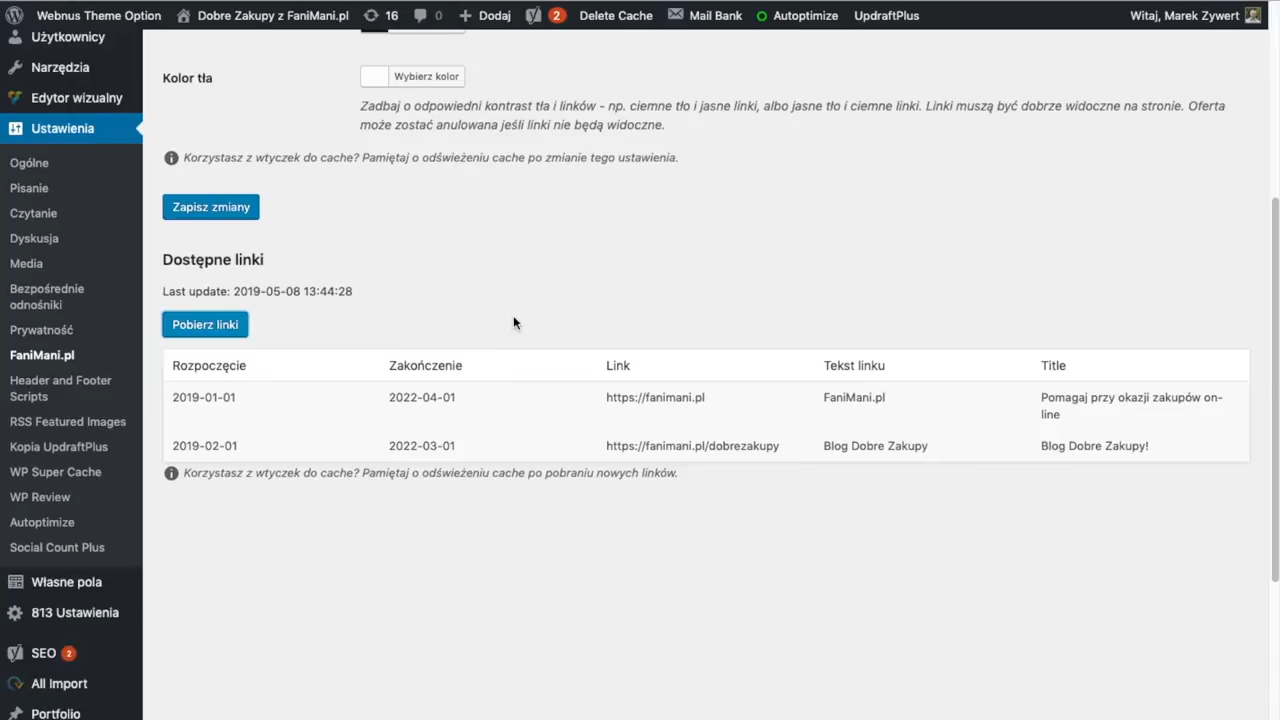 Webnus Theme Option Dobre Zakupy z FaniMani.pl 16 0 Dodaj 2 Delete Cache Mail Bank Autoptimize UpdraftPlus Witaj, Marek Zywert
Użytkownicy
Narzędzia
Edytor wizualny
Ustawienia
Ogólne
Pisanie
Czytanie
Dyskusja
Media
Bezpośrednie
odnośniki
Prywatność
FaniMani.pl
Header and Footer
Scripts
RSS Featured Images
Kopia UpdraftPlus
WP Super Cache
WP Review
Autoptimize
Social Count Plus
Własne pola
813 Ustawienia
SEO 2
All Import
Portfolio
Kolor tła Wybierz kolor
Zadbaj o odpowiedni kontrast tła i linków - np. ciemne tło i jasne linki, albo jasne tło i ciemne linki. Linki muszą być dobrze widoczne na stronie. Oferta
może zostać anulowana jeśli linki nie będą widoczne.
Korzystasz z wtyczek do cache? Pamiętaj o odświeżeniu cache po zmianie tego ustawienia.
Zapisz zmiany
Dostępne linki
Last update: 2019-05-08 13:44:28
Pobierz linki
Rozpoczęcie Zakończenie Link Tekst linku Title
2019-01-01 2022-04-01 https://fanimani.pl FaniMani.pl Pomagaj przy okazji zakupów on-
line
2019-02-01 2022-03-01 https://fanimani.pl/dobrezakupy Blog Dobre Zakupy Blog Dobre Zakupy!
Korzystasz z wtyczek do cache? Pamiętaj o odświeżeniu cache po pobraniu nowych linków.